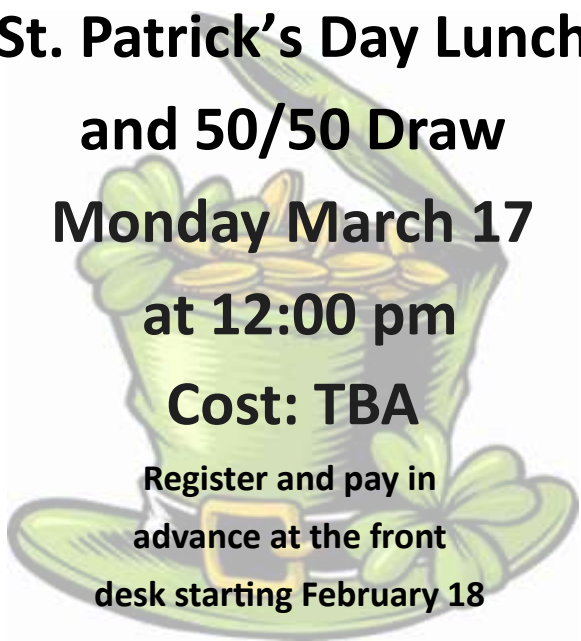 St. Patrick’s Day Lunch
and 50/50 Draw
Monday March 17
at 12:00 pm
Cost: TBA
Register and pay in
advance at the front
desk starting February 18